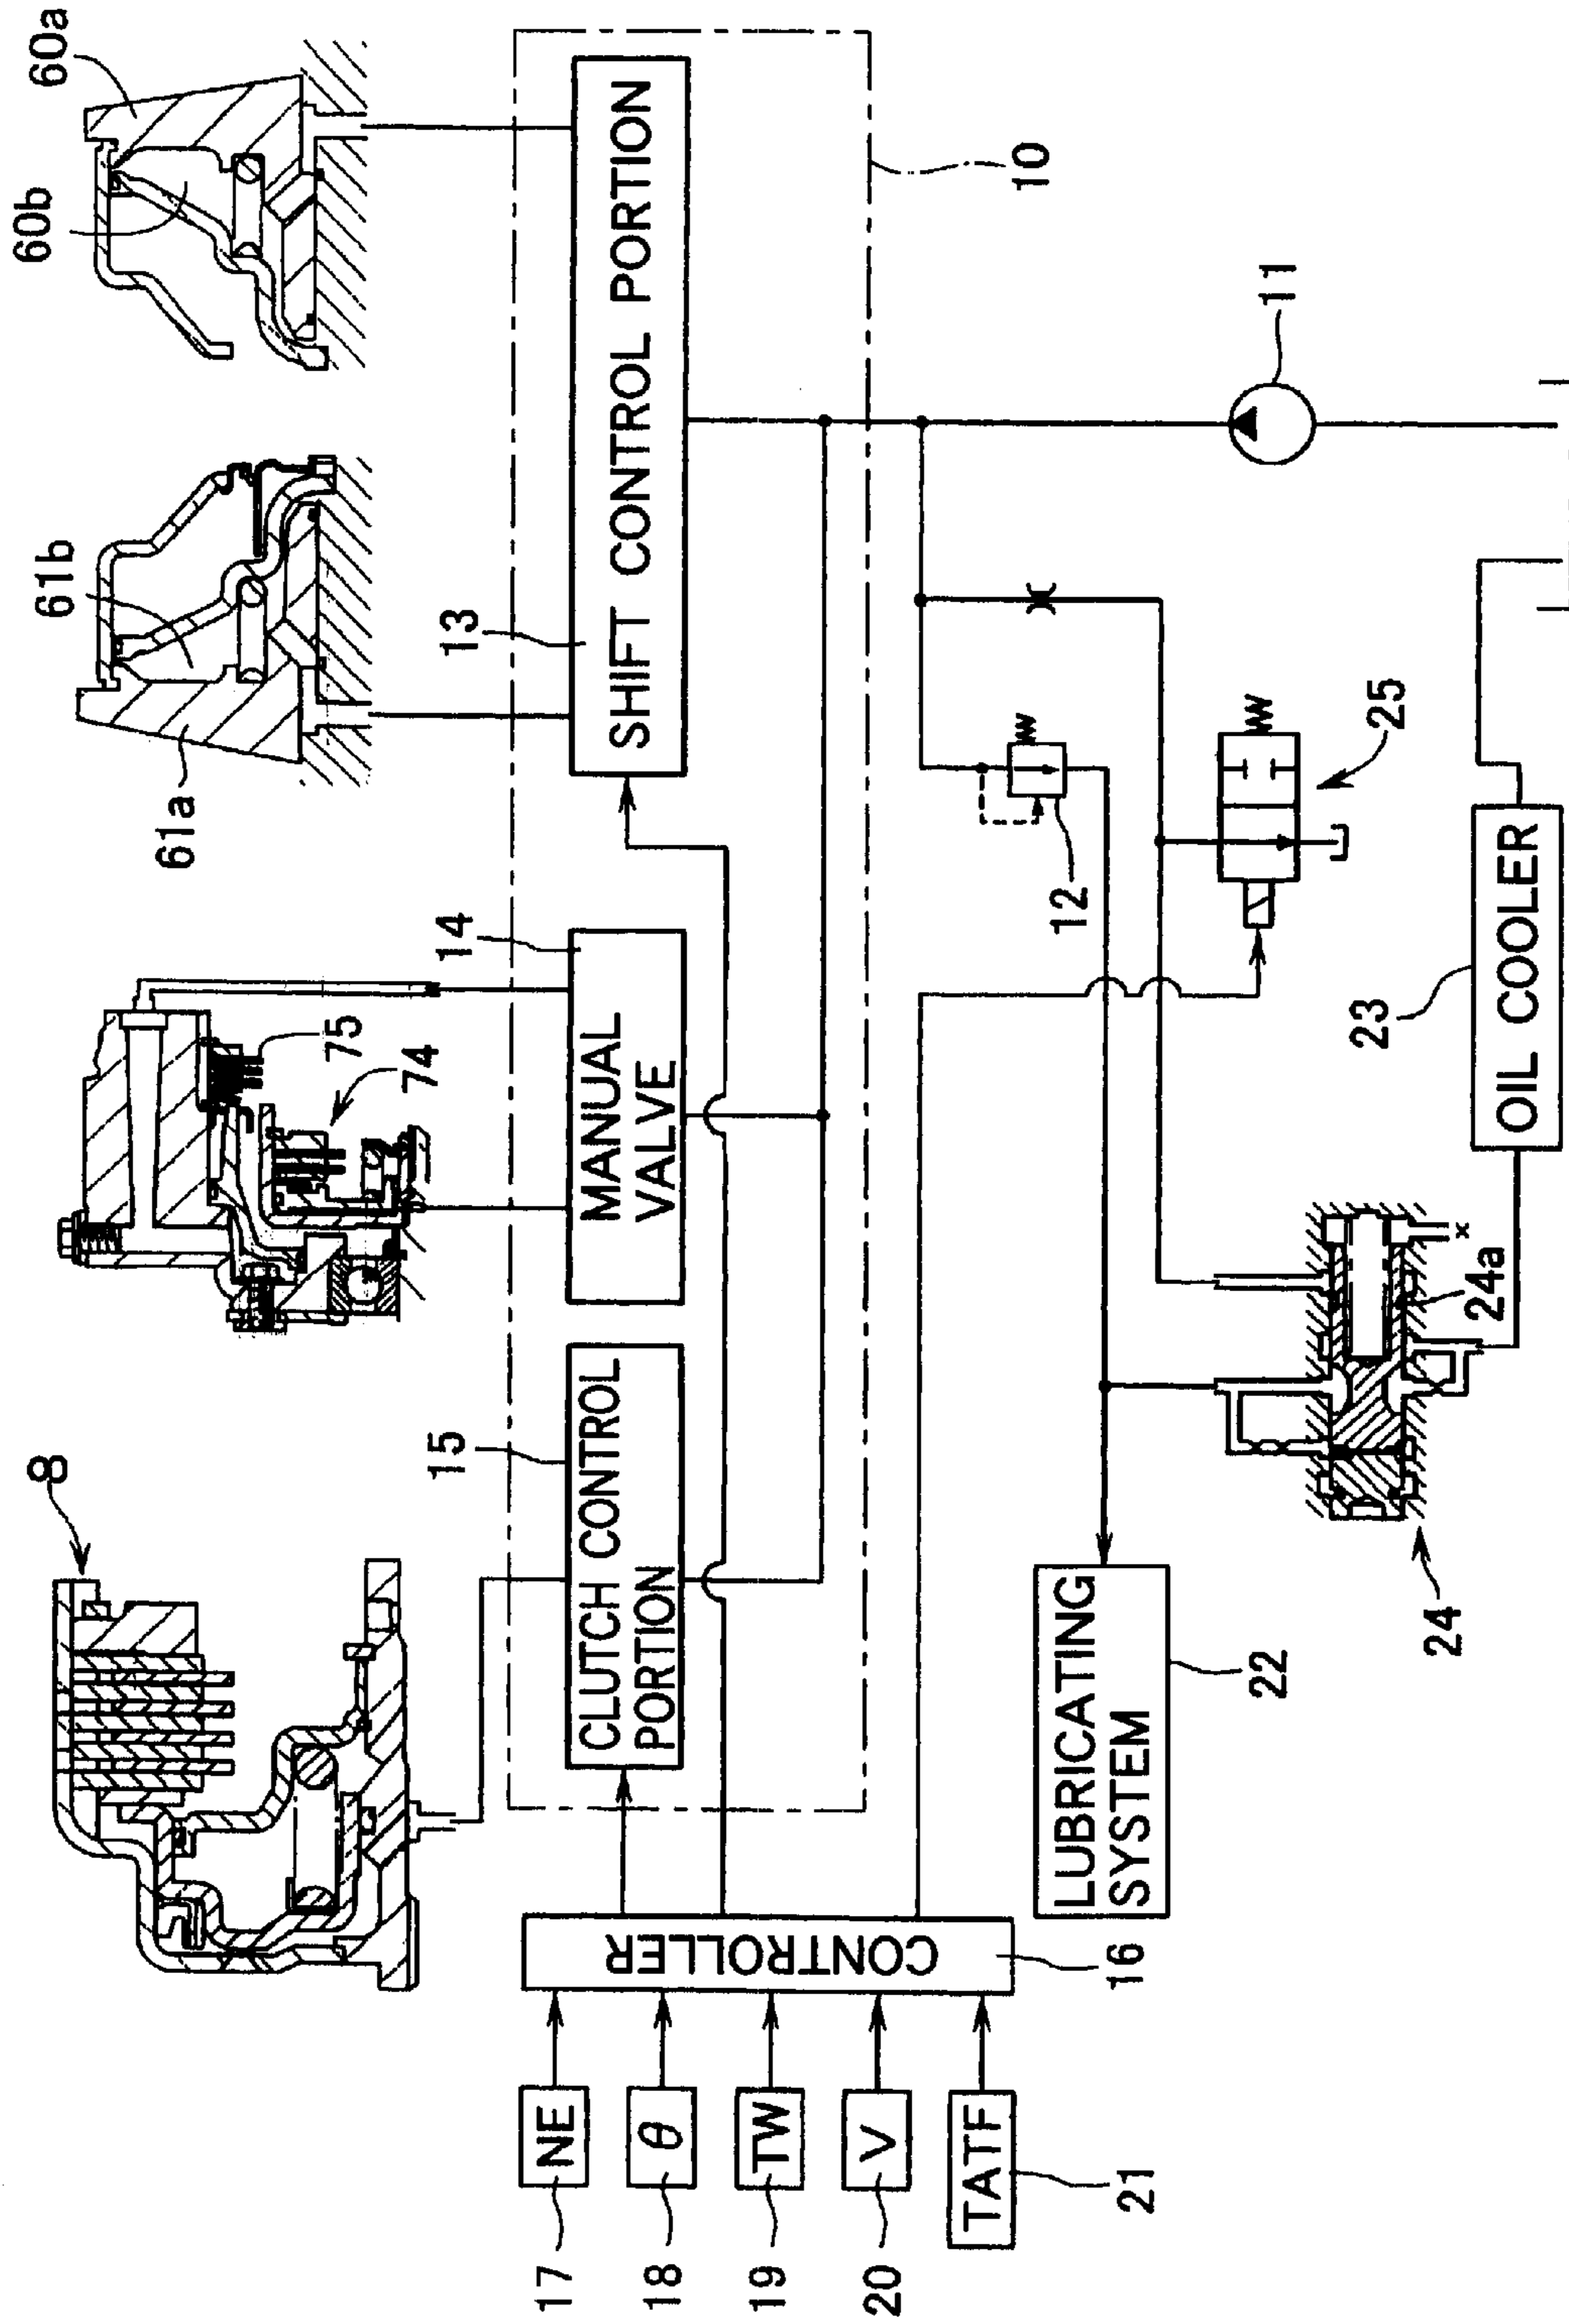 8
75
74
61a
61b
60b
60a
15
14
13
CLUTCH CONTROL
PORTION
MANUAL
VALVE
SHIFT CONTROL PORTION
10
17
NE
18
θ
19
TW
20
V
21
TATF
CONTROLLER
16
LUBRICATING
SYSTEM
22
12
25
11
24
24a
x
23
OIL COOLER